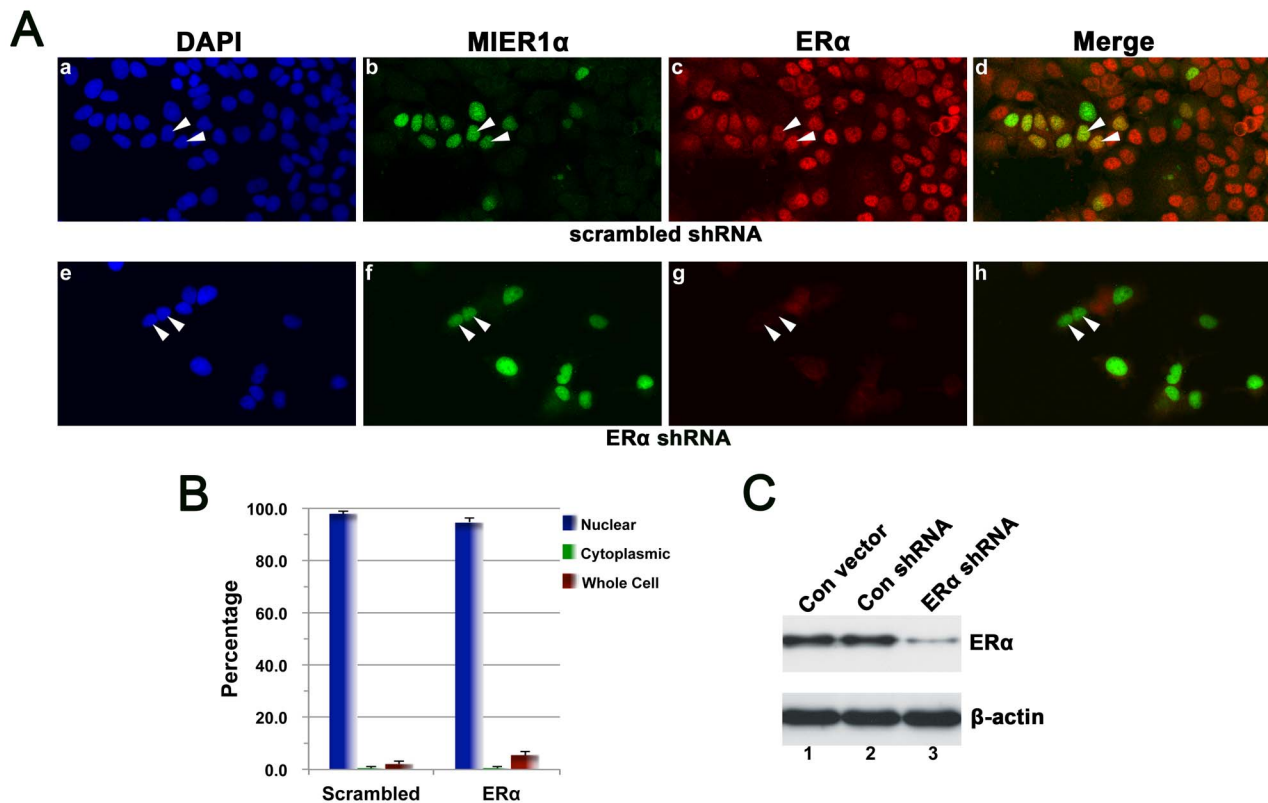 A
DAPI MIER1α ERα Merge
a b c d
scrambled shRNA
e f g h
ERα shRNA
B
100.0
80.0
60.0
40.0
20.0
0.0
Percentage
Nuclear
Cytoplasmic
Whole Cell
Scrambled ERα
C
Con vector
Con shRNA
ERα shRNA
ERα
β-actin
1 2 3